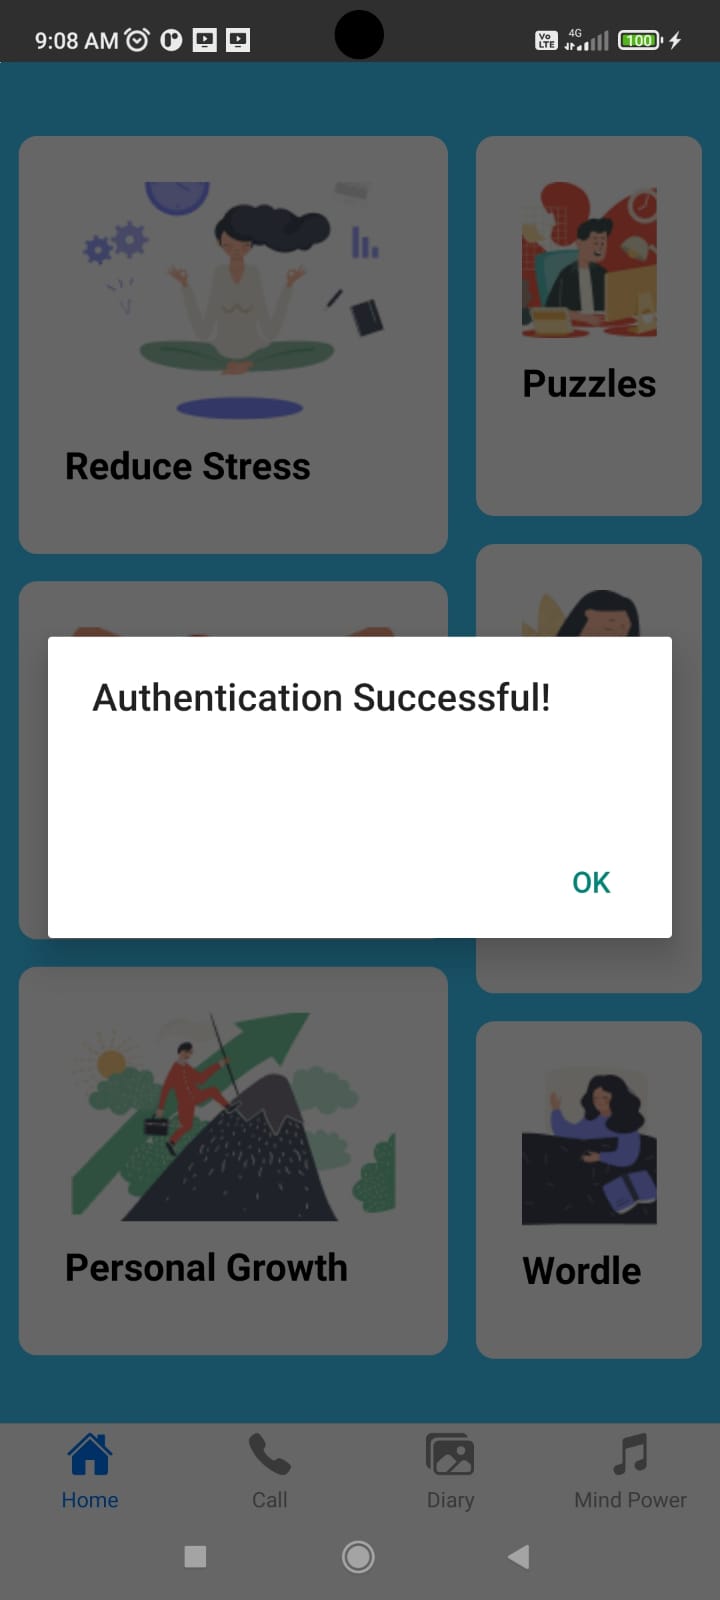 9:08 AM
Vo LTE 4G 100
Reduce Stress
Puzzles
Authentication Successful!
OK
Personal Growth
Wordle
Home
Call
Diary
Mind Power